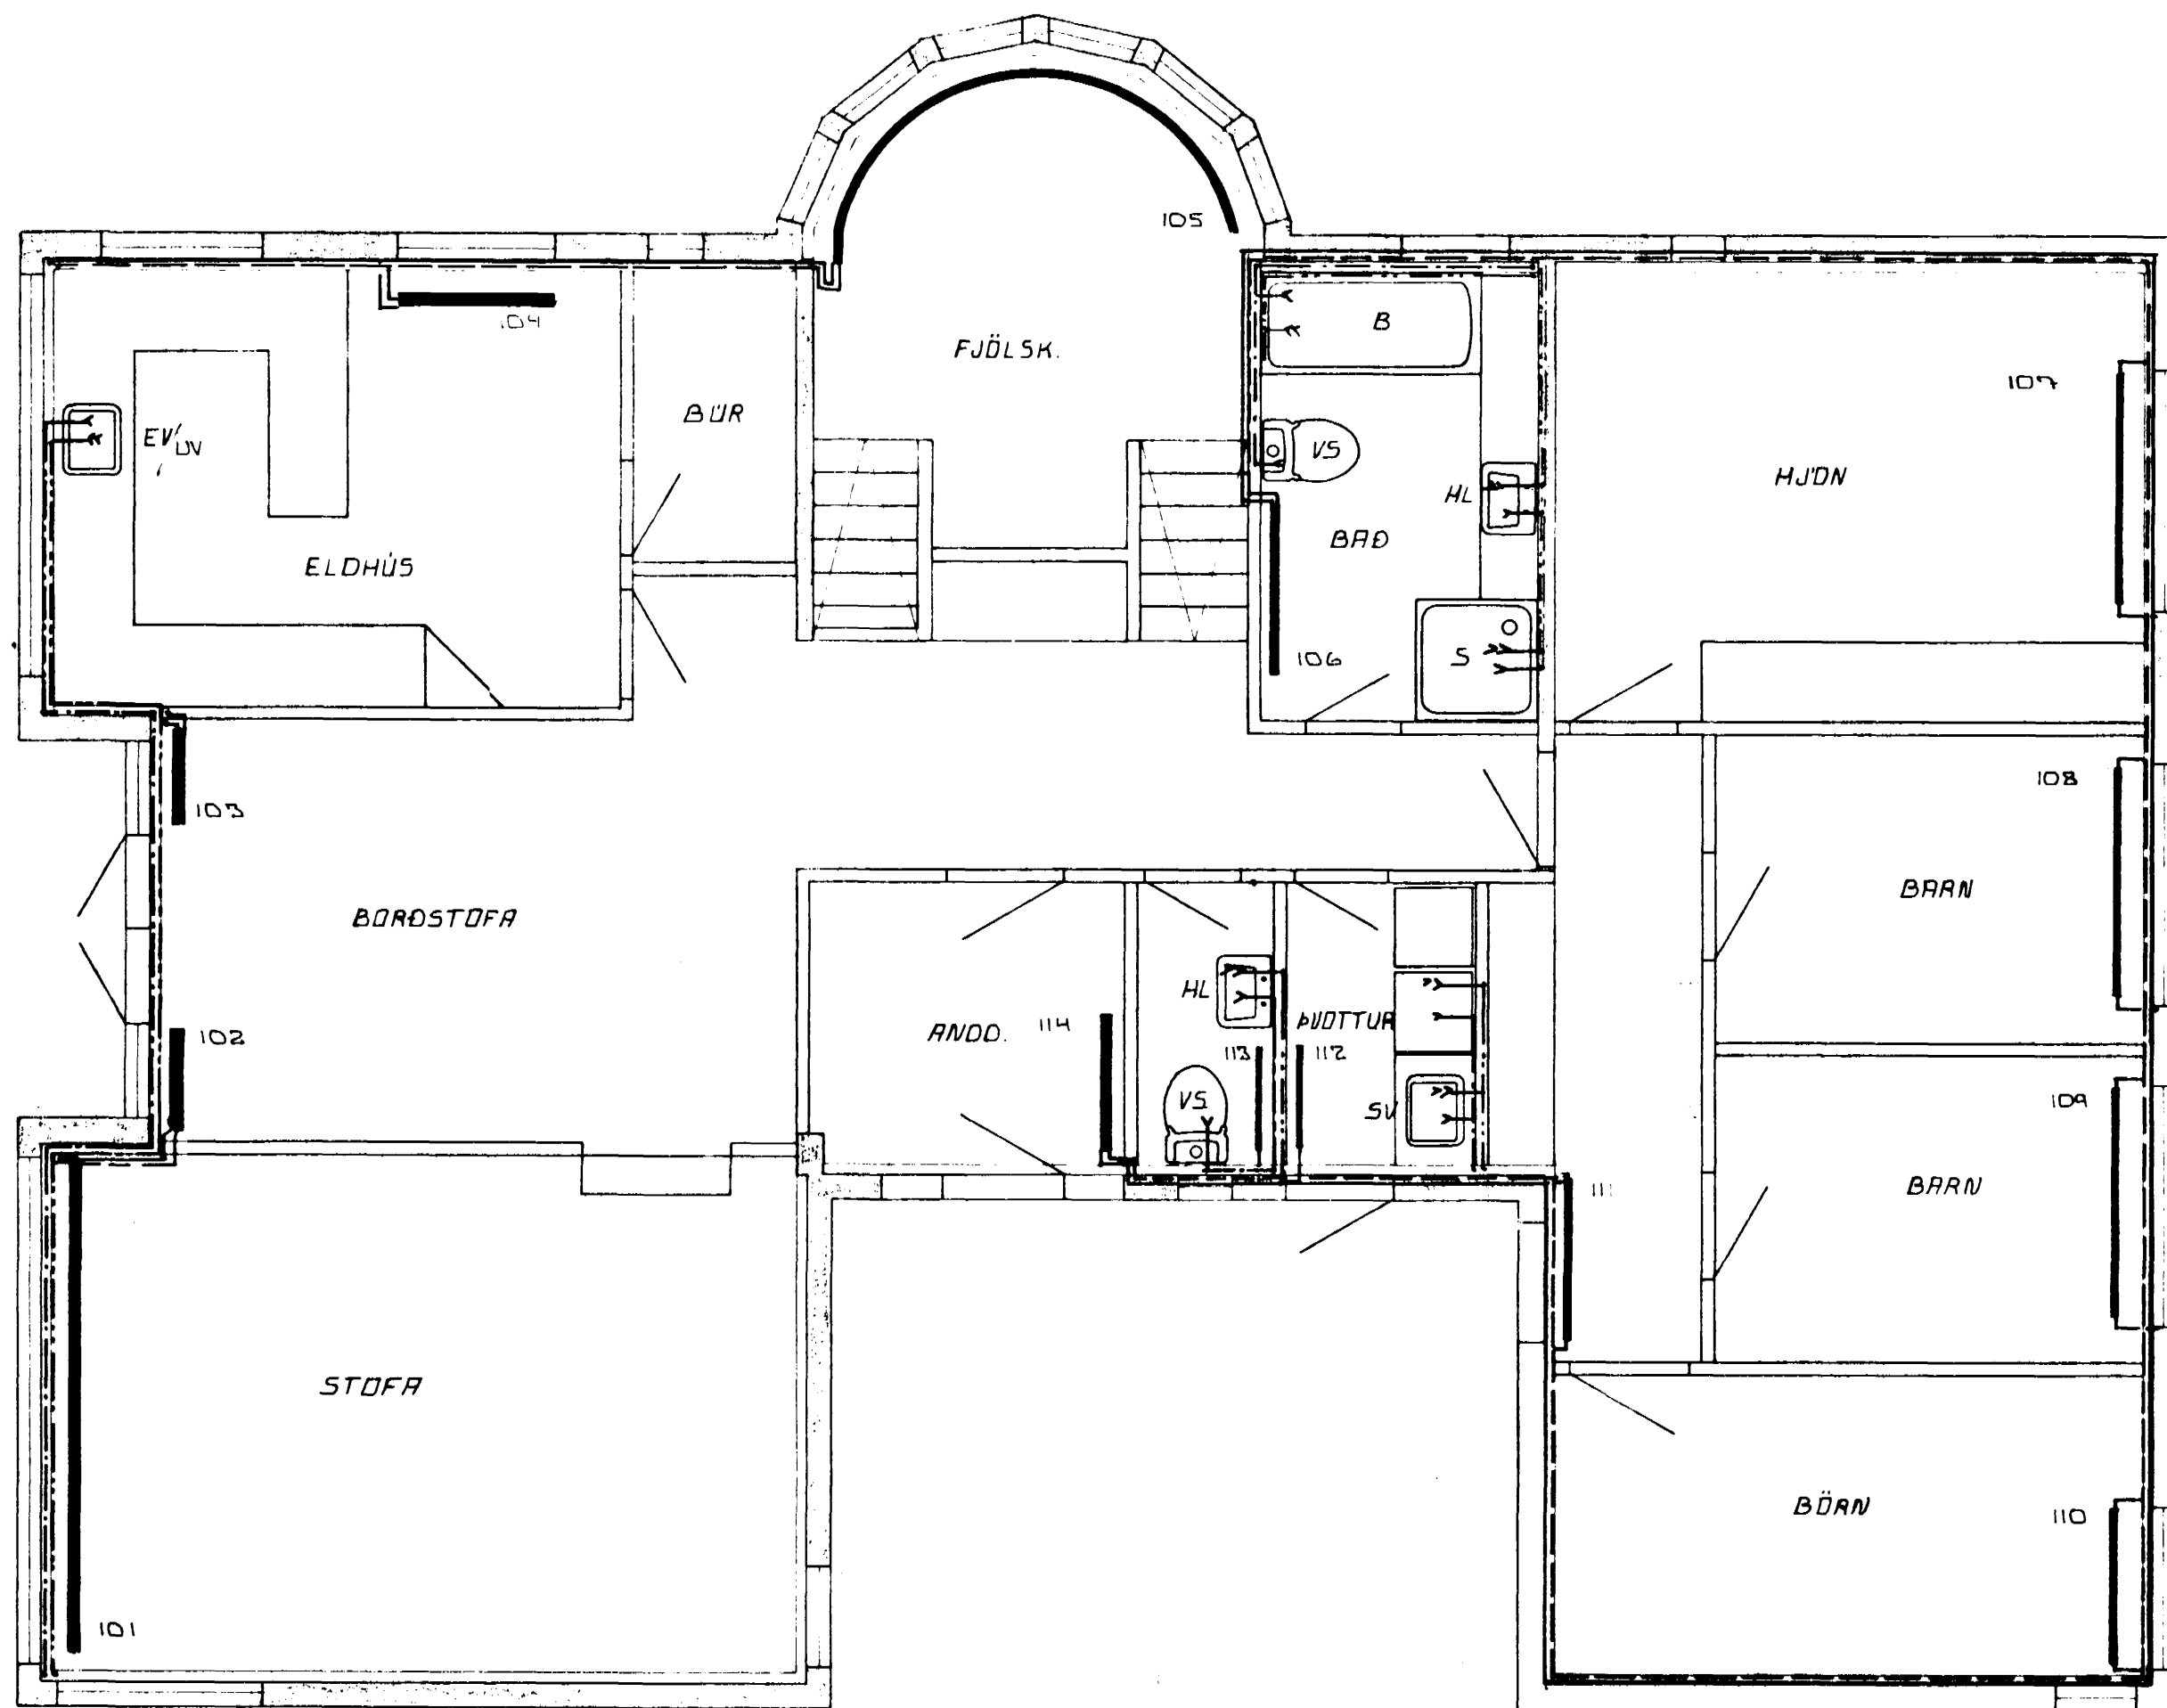 105
104
FJÖLSK.
B
107
BÚR
EV/UV
VS
HL
HJÓN
BAÐ
ELDHÚS
106
S
103
108
BORÐSTOFA
BARN
102
ANDD.
114
HL
ÞVOTTUR
113
112
VS
SV
109
BARN
111
STOFA
BÖRN
110
101